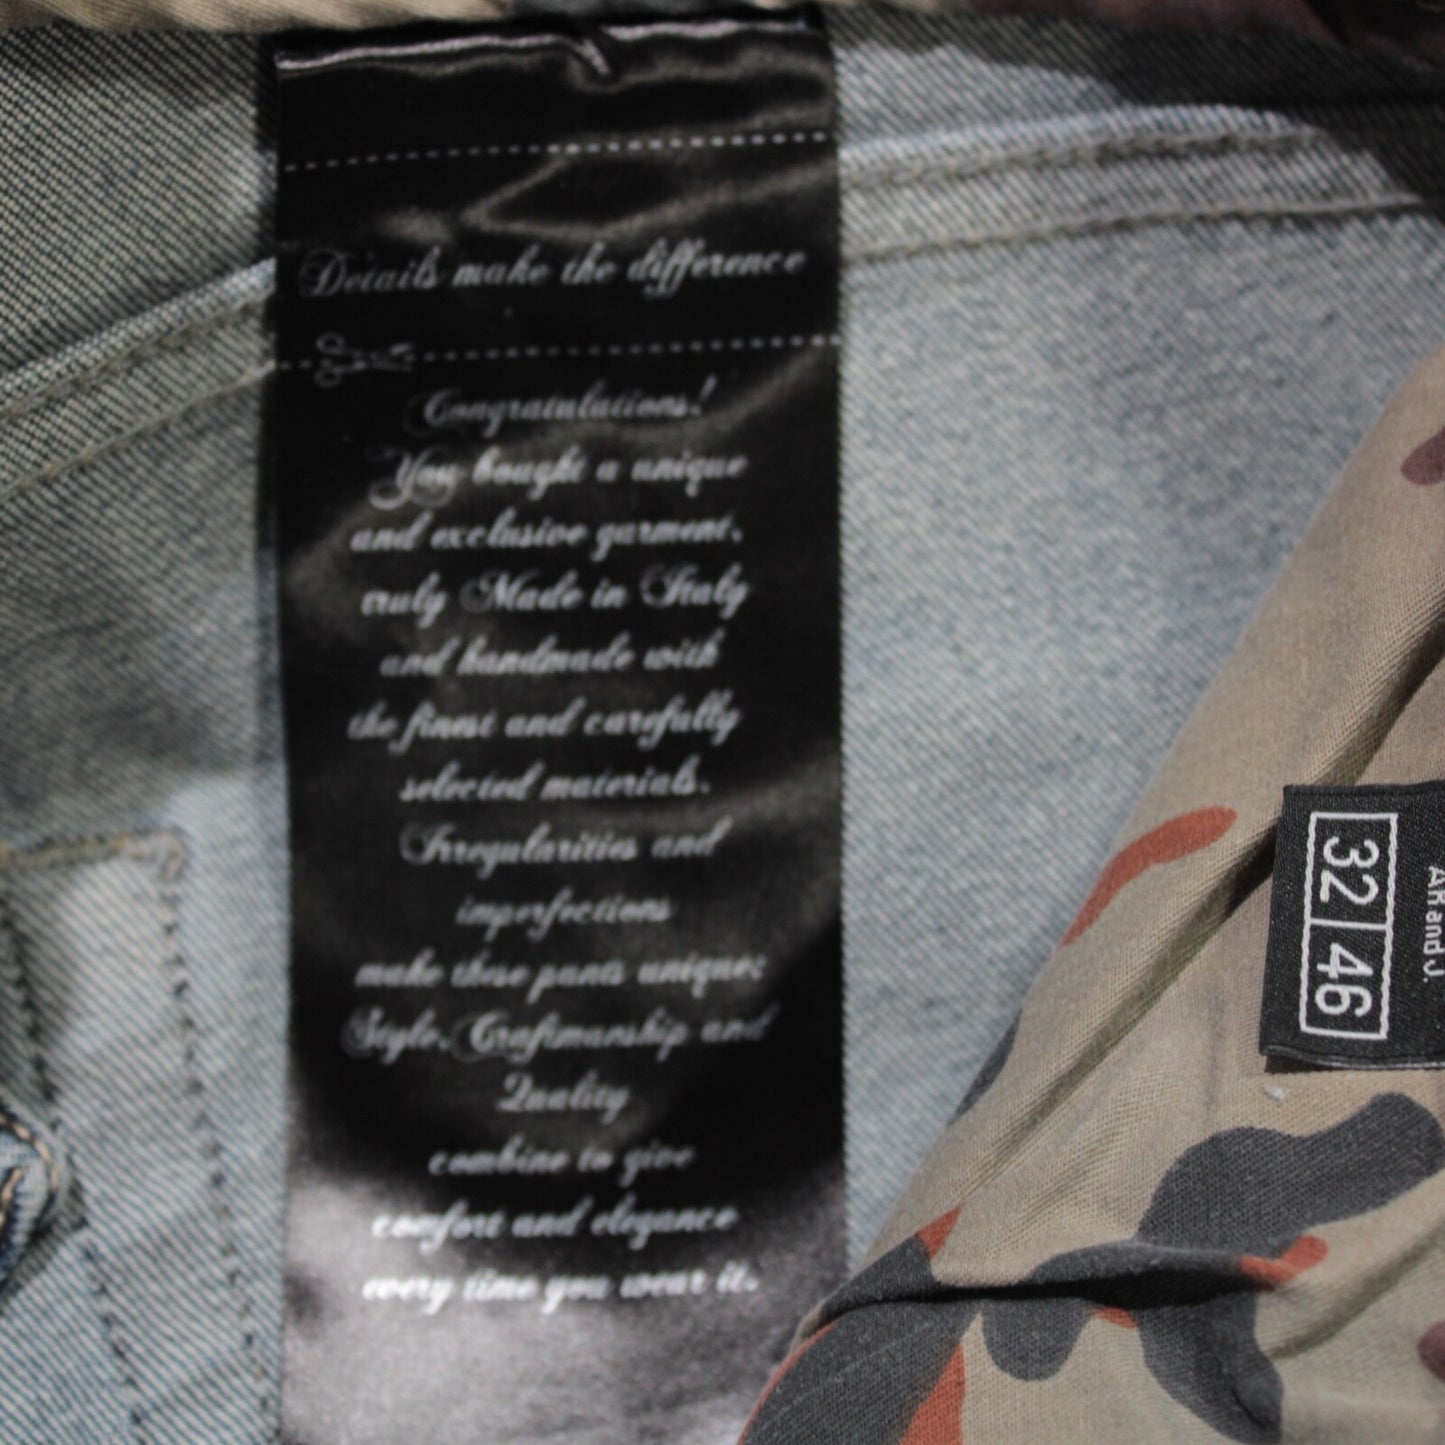 Details make the difference
Congratulations!
You bought a unique
and exclusive garment,
truly Made in Italy
and handmade with
the finest and carefully
selected materials.
Irregularities and
imperfections
make these pants unique:
Style, Craftmanship and
Quality
combine to give
comfort and elegance
every time you wear it.
32 46
ARandJ.